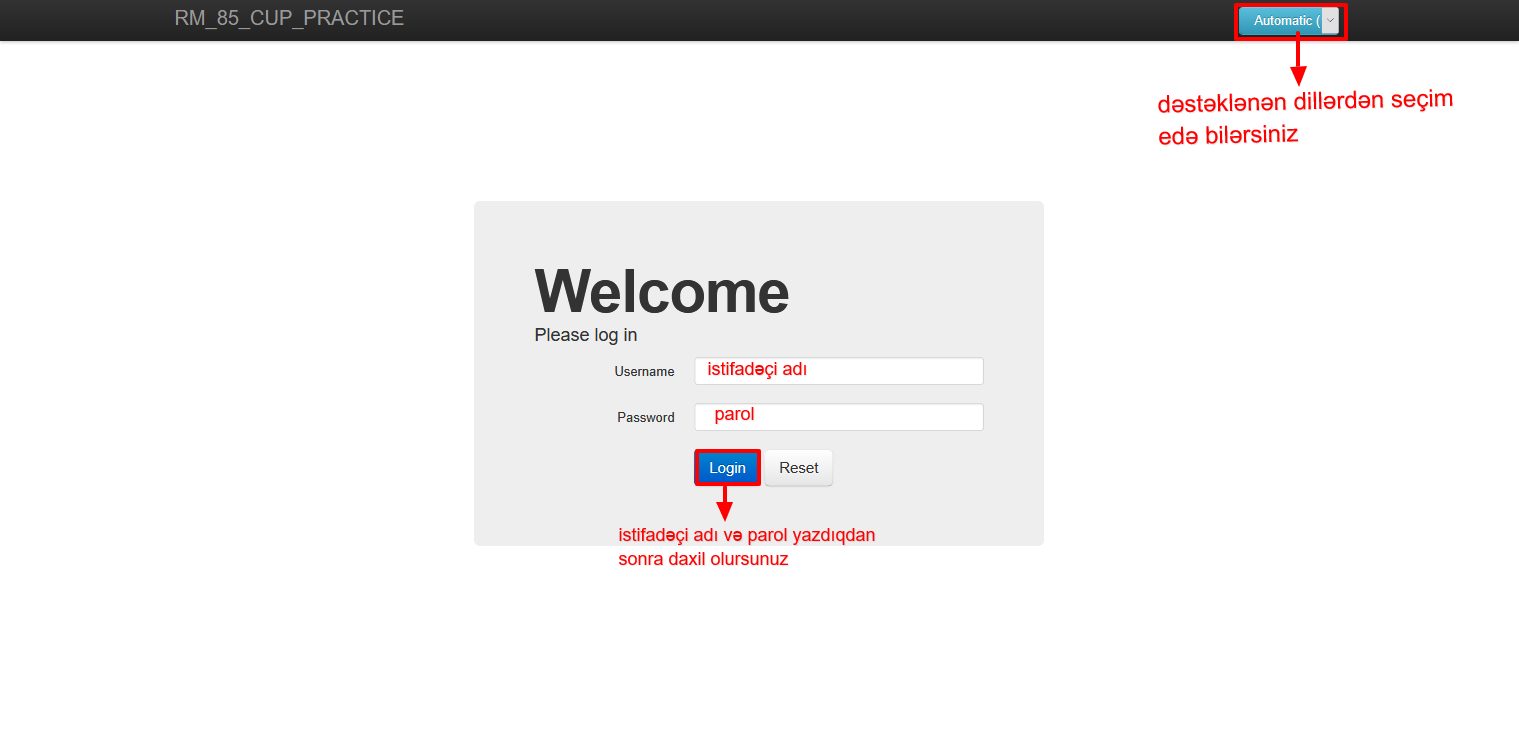 RM_85_CUP_PRACTICE
Automatic (
dəstəklənən dillərdən seçim
edə bilərsiniz
Welcome
Please log in
Username istifadəçi adı
Password parol
Login Reset
istifadəçi adı və parol yazdıqdan
sonra daxil olursunuz